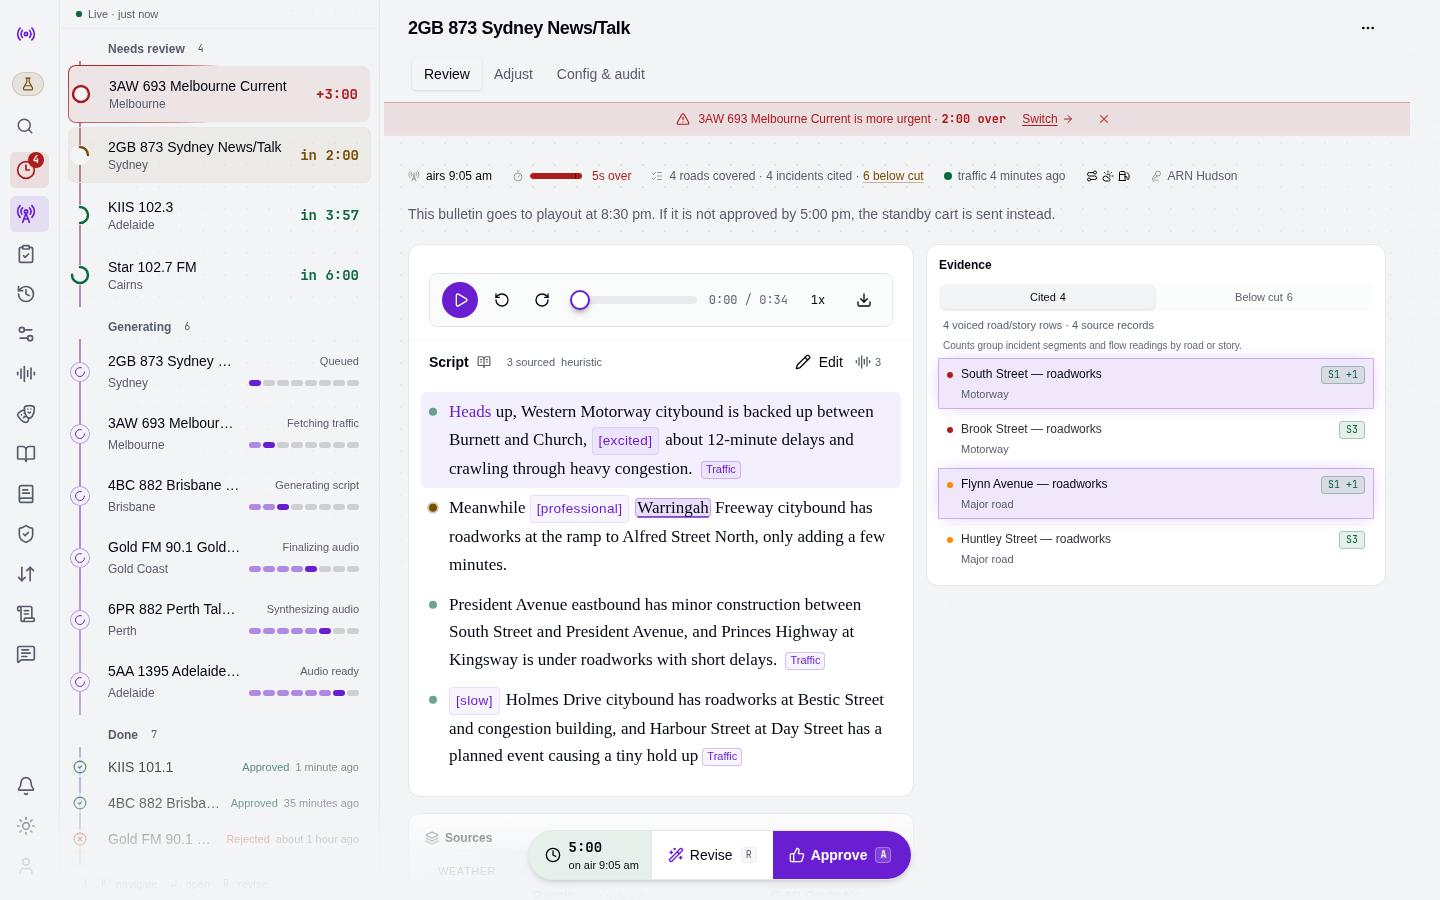 Live · just now
Needs review 4
3AW 693 Melbourne Current
Melbourne
+3:00
2GB 873 Sydney News/Talk
Sydney
in 2:00
KIIS 102.3
Adelaide
in 3:57
Star 102.7 FM
Cairns
in 6:00
Generating 6
2GB 873 Sydney …
Queued
Sydney
3AW 693 Melbour…
Fetching traffic
Melbourne
4BC 882 Brisbane …
Generating script
Brisbane
Gold FM 90.1 Gold…
Finalizing audio
Gold Coast
6PR 882 Perth Tal…
Synthesizing audio
Perth
5AA 1395 Adelaide…
Audio ready
Adelaide
Done 7
KIIS 101.1
Approved 1 minute ago
4BC 882 Brisba…
Approved 35 minutes ago
Gold FM 90.1 …
Rejected about 1 hour ago
navigate open R revise
4
2GB 873 Sydney News/Talk
Review
Adjust
Config & audit
3AW 693 Melbourne Current is more urgent · 2:00 over Switch →
airs 9:05 am
5s over
4 roads covered · 4 incidents cited · 6 below cut
traffic 4 minutes ago
ARN Hudson
This bulletin goes to playout at 8:30 pm. If it is not approved by 5:00 pm, the standby cart is sent instead.
0:00 / 0:34
1x
Script
3 sourced heuristic
Edit
3
Heads up, Western Motorway citybound is backed up between
Burnett and Church, [excited] about 12-minute delays and
crawling through heavy congestion. Traffic
Meanwhile [professional] Warringah Freeway citybound has
roadworks at the ramp to Alfred Street North, only adding a few
minutes.
President Avenue eastbound has minor construction between
South Street and President Avenue, and Princes Highway at
Kingsway is under roadworks with short delays. Traffic
[slow] Holmes Drive citybound has roadworks at Bestic Street
and congestion building, and Harbour Street at Day Street has a
planned event causing a tiny hold up Traffic
Sources
WEATHER
5:00
on air 9:05 am
Revise R
Approve A
Evidence
Cited 4
Below cut 6
4 voiced road/story rows · 4 source records
Counts group incident segments and flow readings by road or story.
South Street — roadworks
S1 +1
Motorway
Brook Street — roadworks
S3
Motorway
Flynn Avenue — roadworks
S1 +1
Major road
Huntley Street — roadworks
S3
Major road